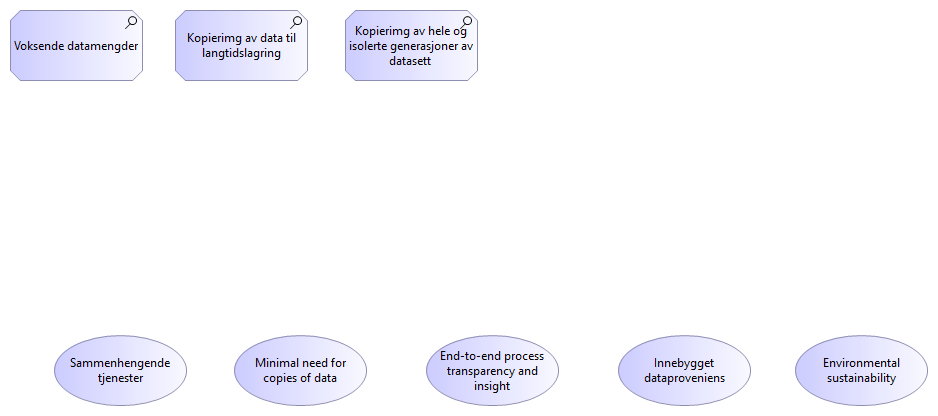 Voksende datamengder
Kopierimg av data til
langtidslagring
Kopierimg av hele og
isolerte generasjoner av
datasett
Sammenhengende
tjenester
Minimal need for
copies of data
End-to-end process
transparency and
insight
Innebygget
dataproveniens
Environmental
sustainability